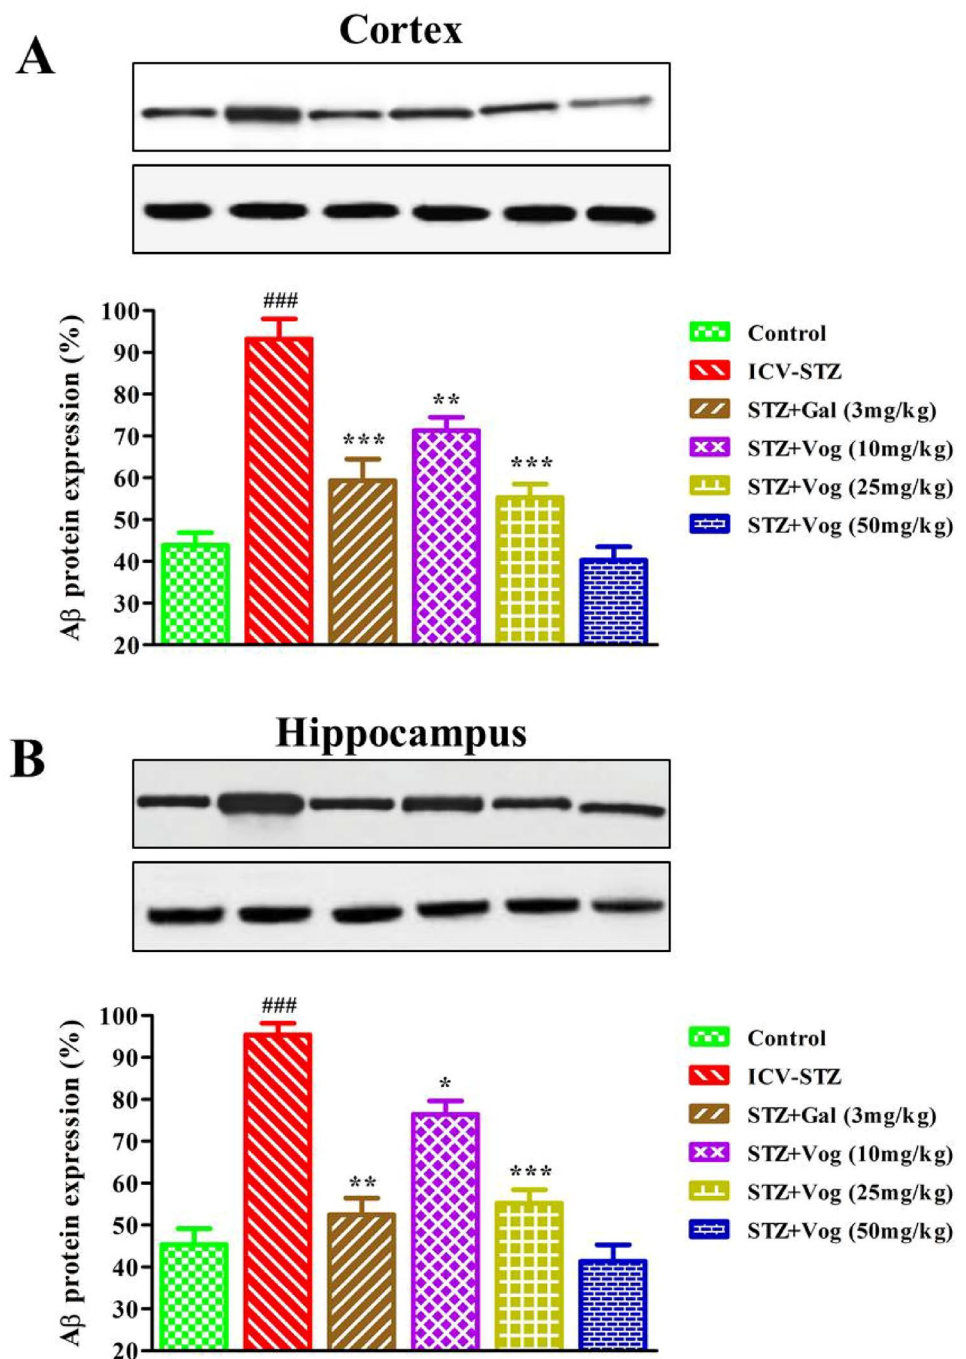 Cortex
A
###
100
90
80
70
60
50
40
30
20
Aβ protein expression (%)
***
**
***
Control
ICV-STZ
STZ+Gal (3mg/kg)
STZ+Vog (10mg/kg)
STZ+Vog (25mg/kg)
STZ+Vog (50mg/kg)
Hippocampus
B
###
100
90
80
70
60
50
40
30
20
Aβ protein expression (%)
**
*
***
Control
ICV-STZ
STZ+Gal (3mg/kg)
STZ+Vog (10mg/kg)
STZ+Vog (25mg/kg)
STZ+Vog (50mg/kg)